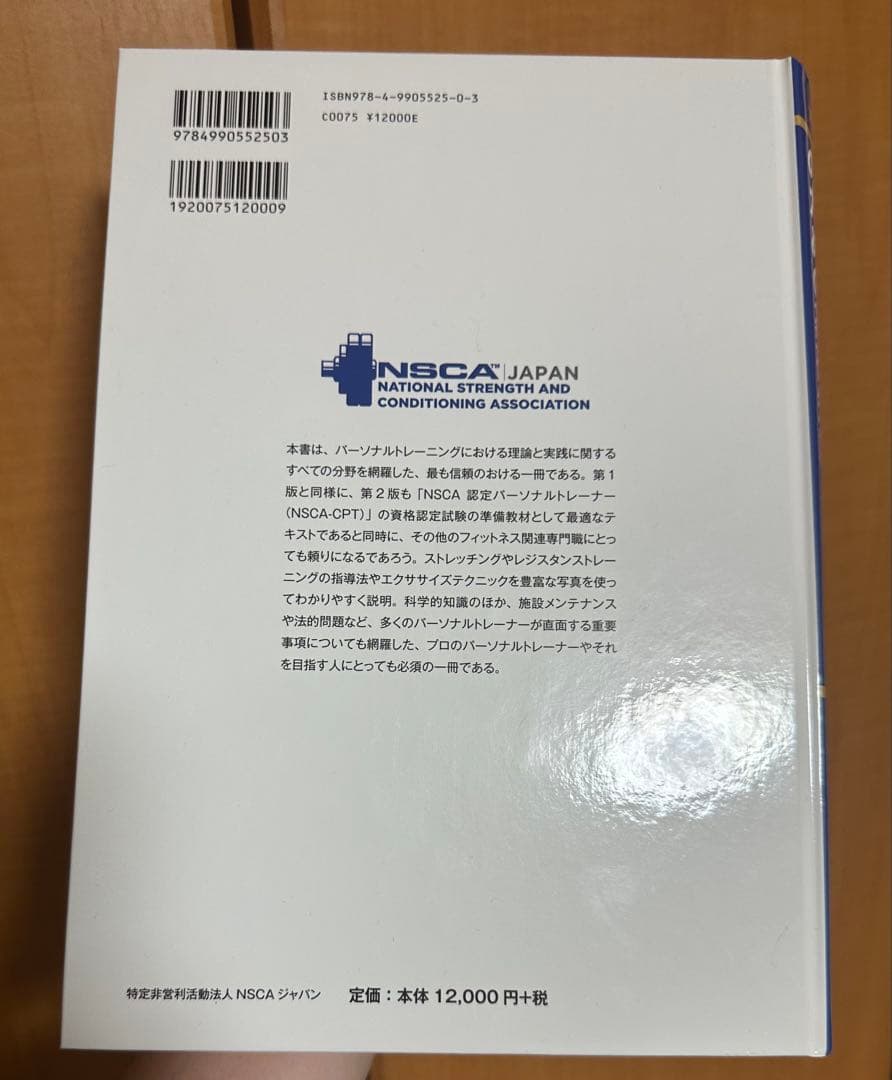 ISBN978-4-9905525-0-3
C0075 ¥12000E
9784990552503
1920075120009
NSCA™ JAPAN
NATIONAL STRENGTH AND
CONDITIONING ASSOCIATION
本書は、パーソナルトレーニングにおける理論と実践に関する
すべての分野を網羅した、最も信頼のおける一冊である。第1
版と同様に、第2版も「NSCA 認定パーソナルトレーナー
(NSCA-CPT)」の資格認定試験の準備教材として最適なテ
キストであると同時に、その他のフィットネス関連専門職にとっ
ても頼りになるであろう。ストレッチングやレジスタンストレー
ニングの指導法やエクササイズテクニックを豊富な写真を使っ
てわかりやすく説明。科学的知識のほか、施設メンテナンス
や法的問題など、多くのパーソナルトレーナーが直面する重要
事項についても網羅した、プロのパーソナルトレーナーやそれ
を目指す人にとっても必須の一冊である。
特定非営利活動法人 NSCA ジャパン 定価：本体 12,000 円+税